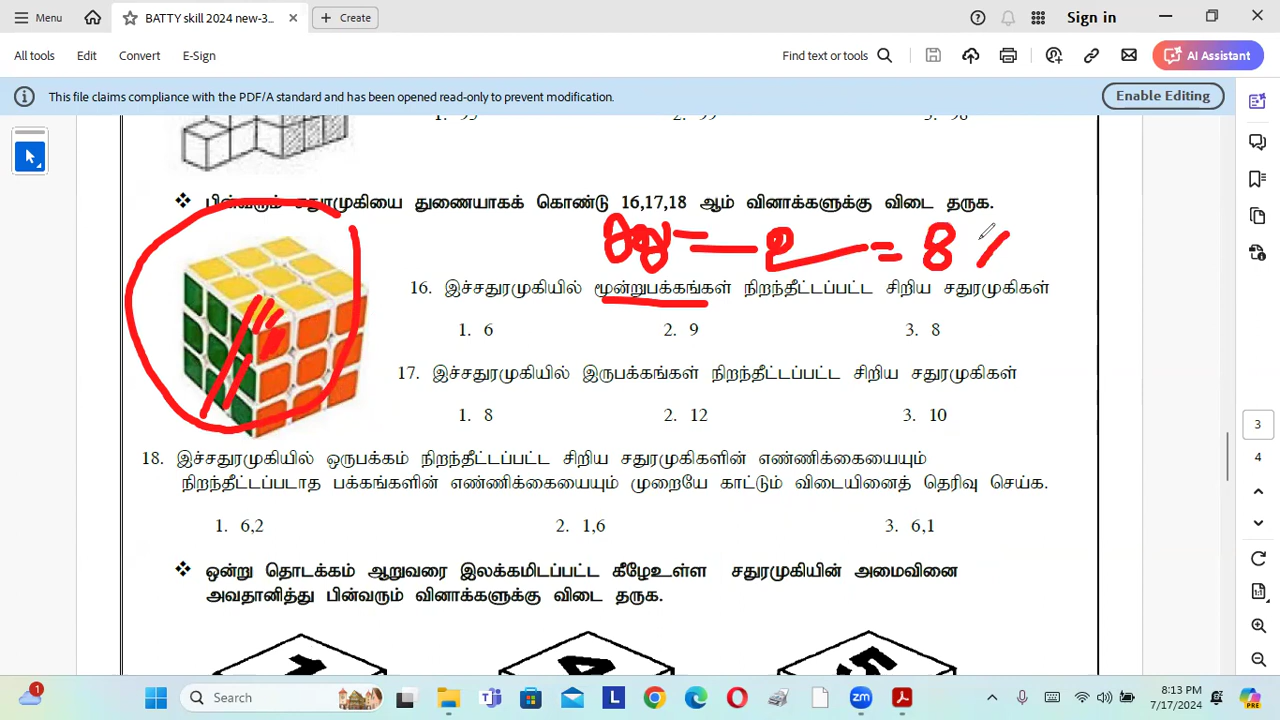 Menu
BATTY skill 2024 new-3...
Create
Sign in
All tools Edit Convert E-Sign
Find text or tools
AI Assistant
This file claims compliance with the PDF/A standard and has been opened read-only to prevent modification.
Enable Editing
❖ பின்வரும் சதுரமுகியை துணையாகக் கொண்டு 16,17,18 ஆம் வினாக்களுக்கு விடை தருக.
= 8
16. இச்சதுரமுகியில் மூன்றுபக்கங்கள் நிறந்தீட்டப்பட்ட சிறிய சதுரமுகிகள்
1. 6 2. 9 3. 8
17. இச்சதுரமுகியில் இருபக்கங்கள் நிறந்தீட்டப்பட்ட சிறிய சதுரமுகிகள்
1. 8 2. 12 3. 10
18. இச்சதுரமுகியில் ஒருபக்கம் நிறந்தீட்டப்பட்ட சிறிய சதுரமுகிகளின் எண்ணிக்கையையும்
நிறந்தீட்டப்படாத பக்கங்களின் எண்ணிக்கையையும் முறையே காட்டும் விடையினைத் தெரிவு செய்க.
1. 6,2 2. 1,6 3. 6,1
❖ ஒன்று தொடக்கம் ஆறுவரை இலக்கமிடப்பட்ட கீழேஉள்ள சதுரமுகியின் அமைவினை
அவதானித்து பின்வரும் வினாக்களுக்கு விடை தருக.
3
4
1
Search
8:13 PM
7/17/2024